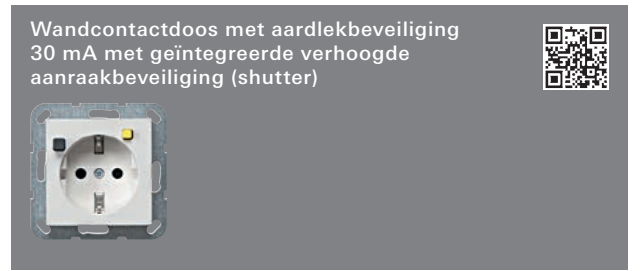 Wandcontactdoos met aardlekbeveiliging
30 mA met geïntegreerde verhoogde
aanraakbeveiliging (shutter)